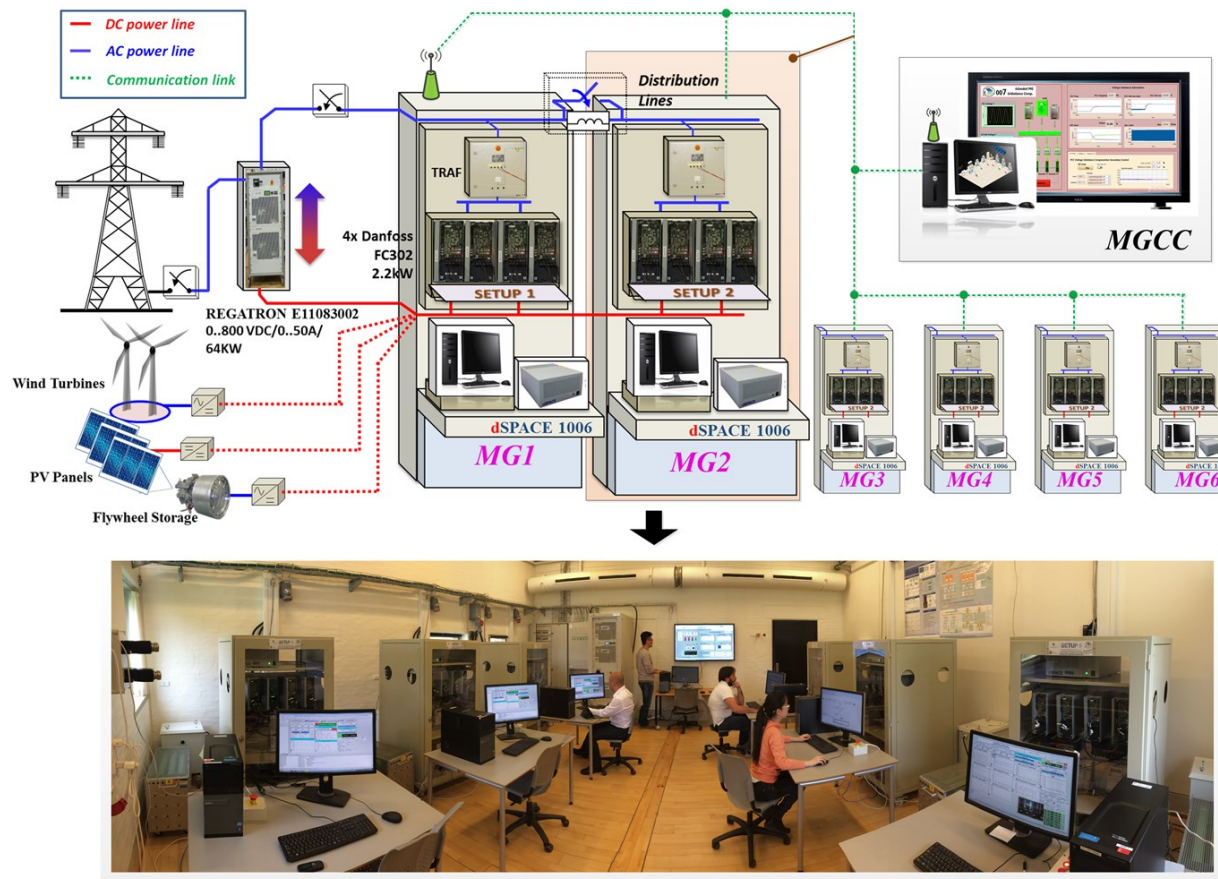 DC power line
AC power line
Communication link
Distribution
Lines
TRAF
4x Danfoss
FC302
2.2kW
SETUP 1
SETUP 2
REGATRON E11083002
0..800 VDC/0..50A/
64KW
Wind Turbines
PV Panels
Flywheel Storage
dSPACE 1006
dSPACE 1006
MG1
MG2
007
MGCC
SETUP 2
SETUP 2
SETUP 2
SETUP 2
dSPACE 1006
dSPACE 1006
dSPACE 1006
dSPACE 1
MG3
MG4
MG5
MG6